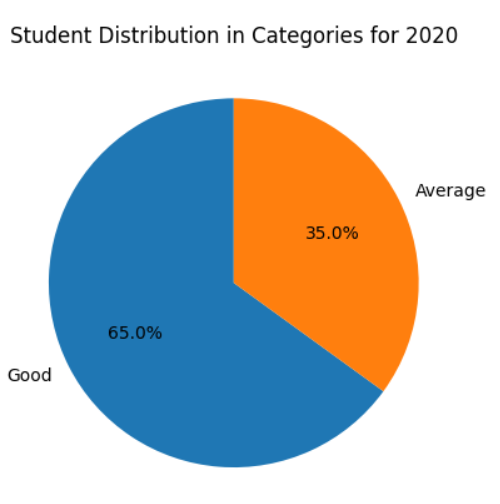 Student Distribution in Categories for 2020
Average
35.0%
65.0%
Good